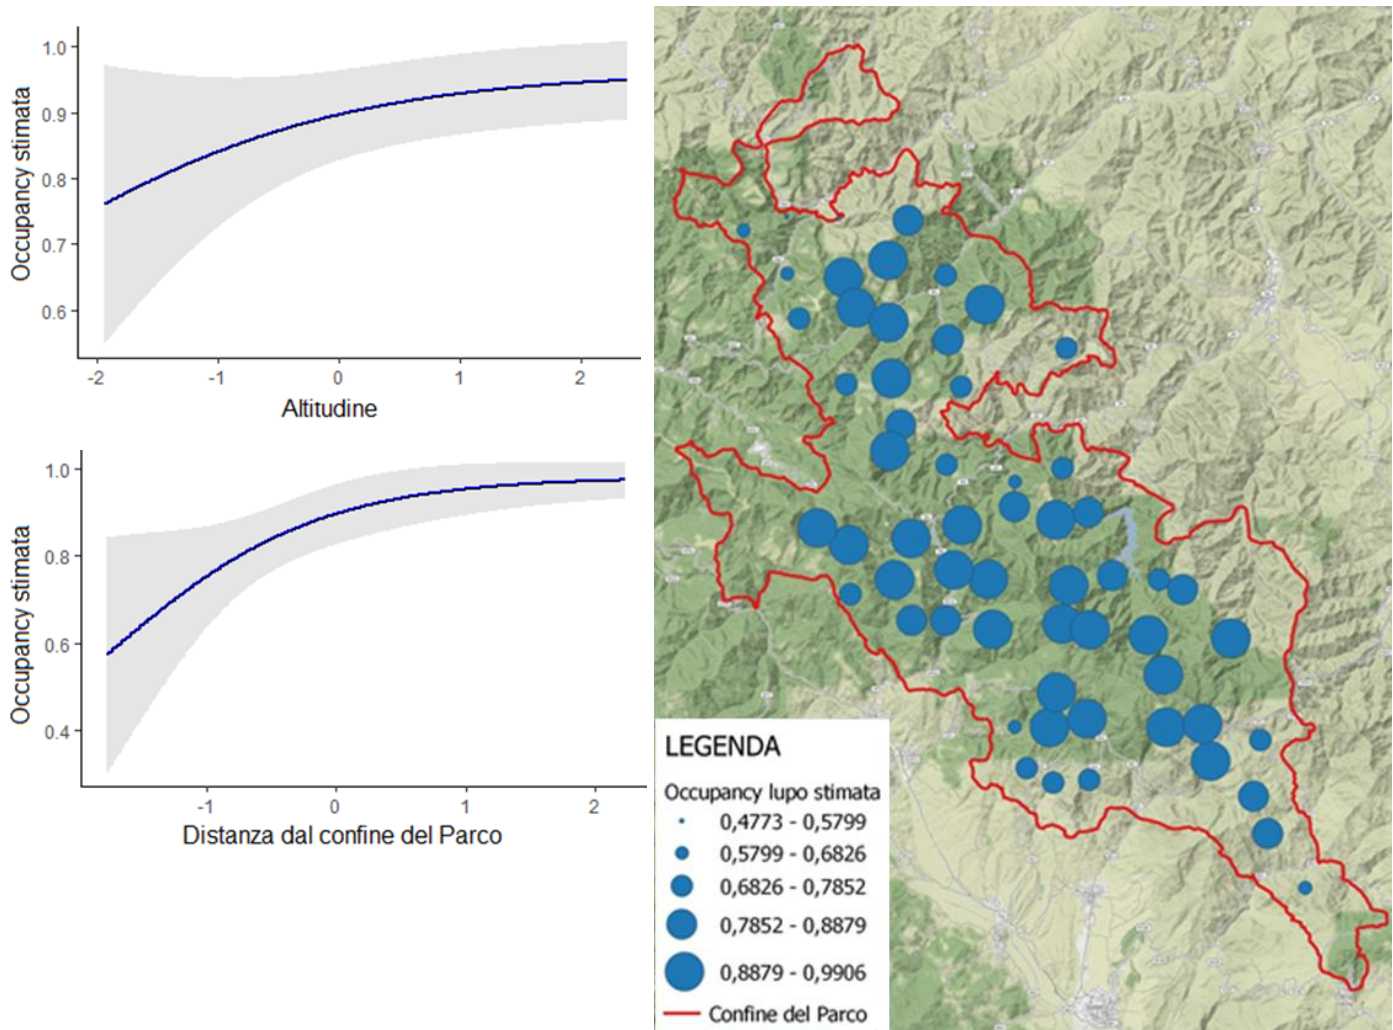 1.0
0.9
0.8
0.7
0.6
Occupancy stimata
-2
-1
0
1
2
Altitudine
1.0
0.8
0.6
0.4
Occupancy stimata
-1
0
1
2
Distanza dal confine del Parco
LEGENDA
Occupancy lupo stimata
0,4773 - 0,5799
0,5799 - 0,6826
0,6826 - 0,7852
0,7852 - 0,8879
0,8879 - 0,9906
Confine del Parco